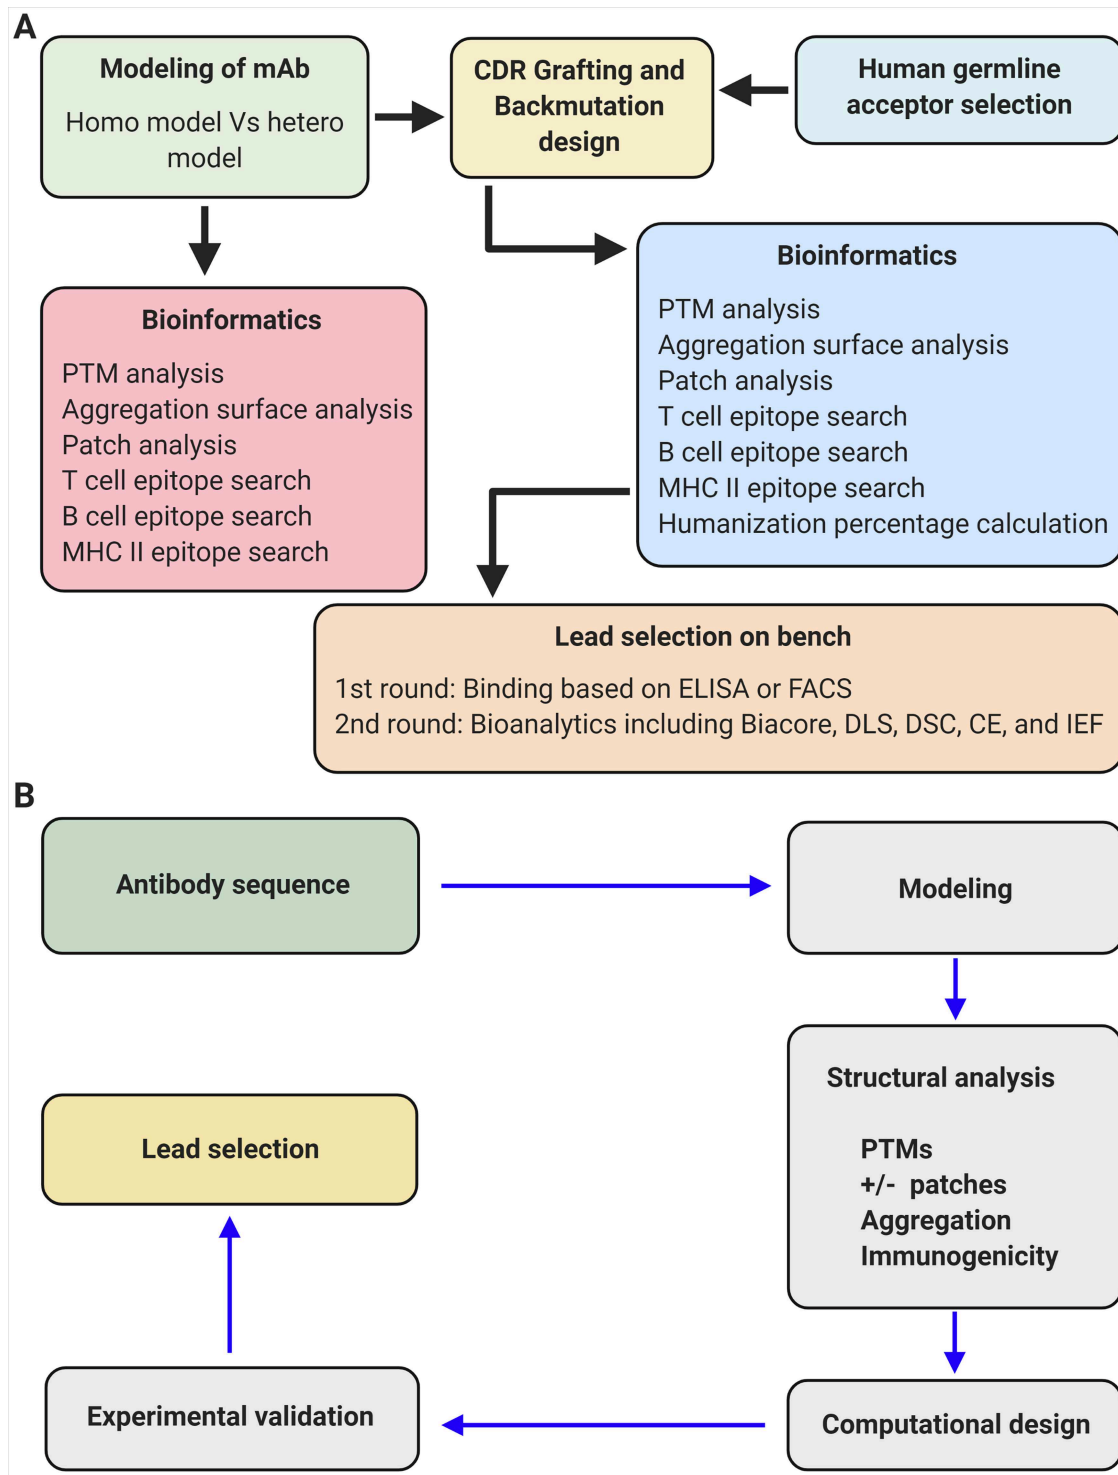 A
Modeling of mAb
Homo model Vs hetero
model
CDR Grafting and
Backmutation
design
Human germline
acceptor selection
Bioinformatics
PTM analysis
Aggregation surface analysis
Patch analysis
T cell epitope search
B cell epitope search
MHC II epitope search
Bioinformatics
PTM analysis
Aggregation surface analysis
Patch analysis
T cell epitope search
B cell epitope search
MHC II epitope search
Humanization percentage calculation
Lead selection on bench
1st round: Binding based on ELISA or FACS
2nd round: Bioanalytics including Biacore, DLS, DSC, CE, and IEF
B
Antibody sequence
Modeling
Structural analysis
PTMs
+/- patches
Aggregation
Immunogenicity
Lead selection
Experimental validation
Computational design